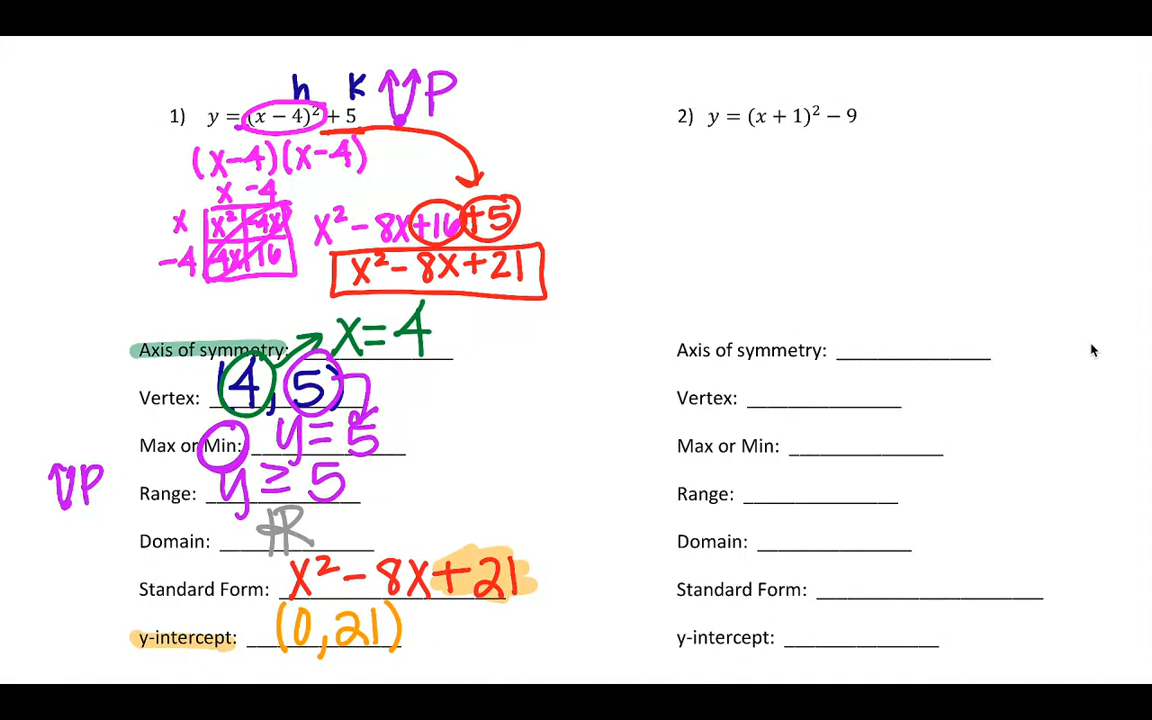 h k UP
1) y = (x − 4)² + 5
(x-4)(x-4)
x -4
x x² -4x
-4 -4x 16
x² - 8x +16 +5
x² - 8x + 21
Axis of symmetry: x = 4
Vertex: (4, 5)
Max or Min: y = 5
UP
Range: y ≥ 5
Domain: ℝ
Standard Form: x² - 8x + 21
y-intercept: (0, 21)
2) y = (x + 1)² − 9
Axis of symmetry:
Vertex:
Max or Min:
Range:
Domain:
Standard Form:
y-intercept: